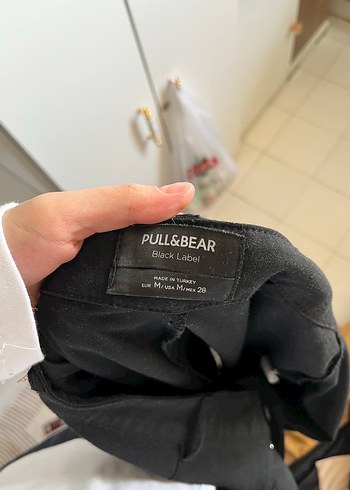 PULL&BEAR
Black Label
MADE IN TURKEY
EUR M/USA M/MEX 28